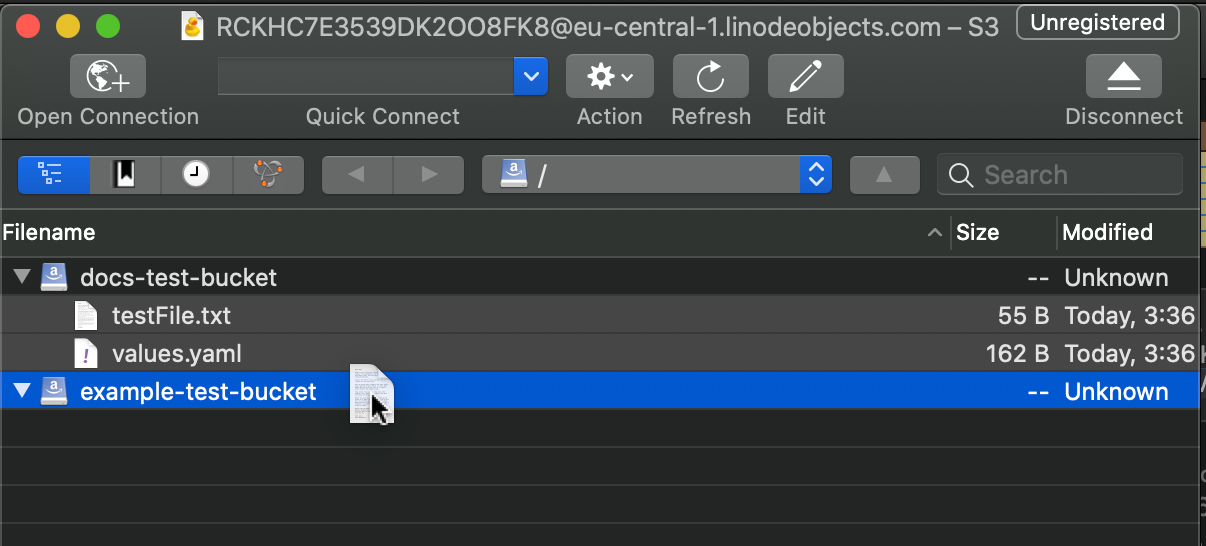 RCKHC7E3539DK2OO8FK8@eu-central-1.linodeobjects.com – S3
Unregistered
Open Connection
Quick Connect
Action
Refresh
Edit
Disconnect
/
Search
Filename
Size
Modified
docs-test-bucket
--
Unknown
testFile.txt
55 B
Today, 3:36
values.yaml
162 B
Today, 3:36
example-test-bucket
--
Unknown